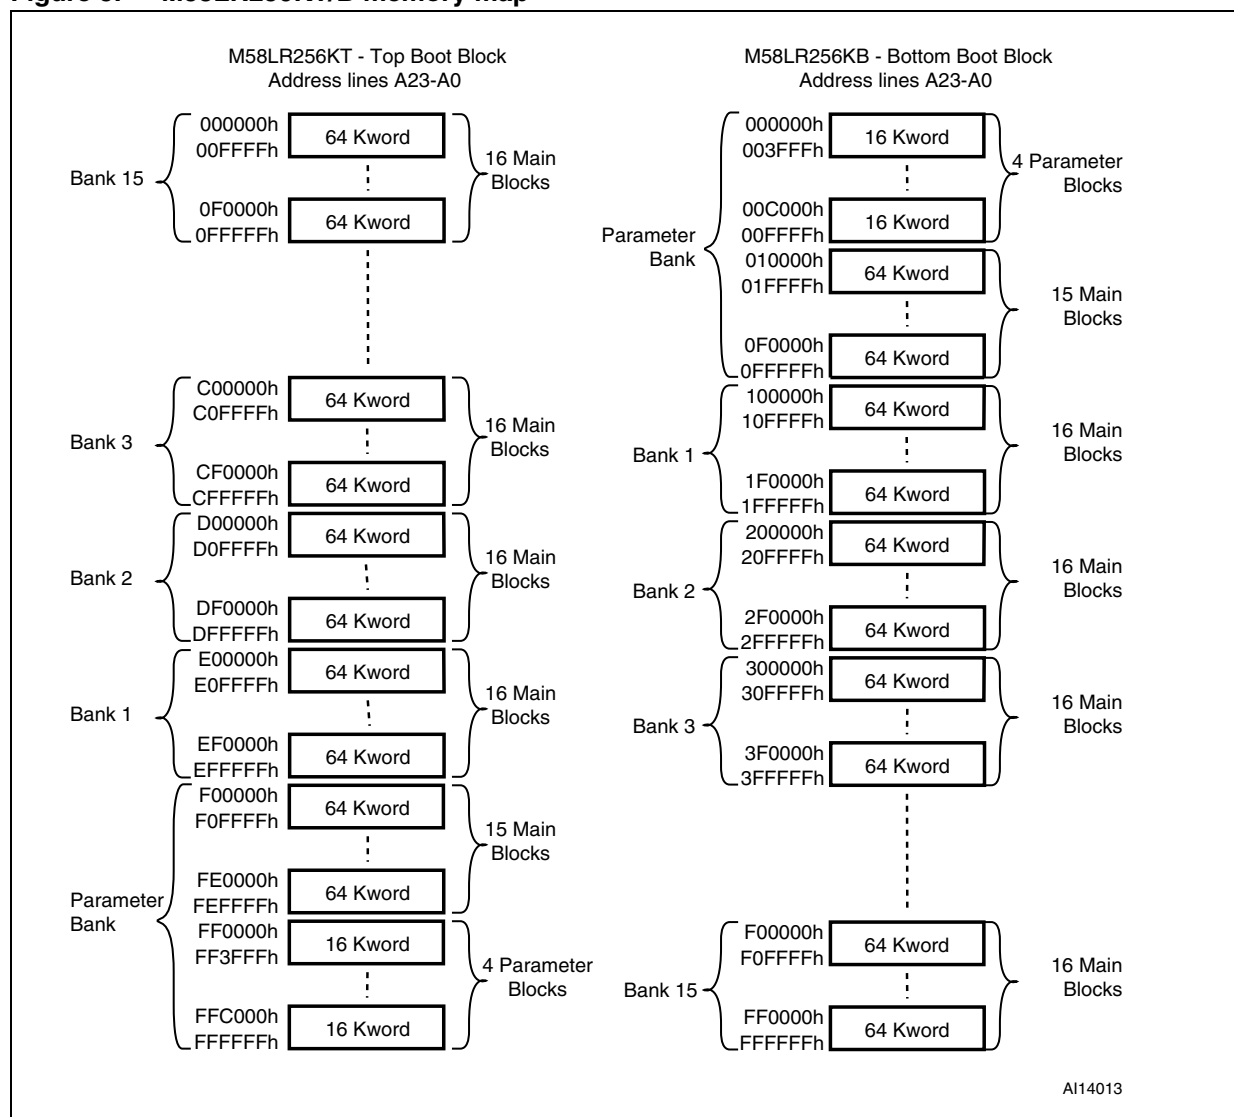 M58LR256KT - Top Boot Block
Address lines A23-A0
Bank 15
000000h
00FFFFh
64 Kword
0F0000h
0FFFFFh
64 Kword
16 Main
Blocks
Bank 3
C00000h
C0FFFFh
64 Kword
CF0000h
CFFFFFh
64 Kword
16 Main
Blocks
Bank 2
D00000h
D0FFFFh
64 Kword
DF0000h
DFFFFFh
64 Kword
16 Main
Blocks
Bank 1
E00000h
E0FFFFh
64 Kword
EF0000h
EFFFFFh
64 Kword
16 Main
Blocks
Parameter
Bank
F00000h
F0FFFFh
64 Kword
FE0000h
FEFFFFh
64 Kword
15 Main
Blocks
FF0000h
FF3FFFh
16 Kword
FFC000h
FFFFFFh
16 Kword
4 Parameter
Blocks
M58LR256KB - Bottom Boot Block
Address lines A23-A0
Parameter
Bank
000000h
003FFFh
16 Kword
00C000h
00FFFFh
16 Kword
4 Parameter
Blocks
010000h
01FFFFh
64 Kword
0F0000h
0FFFFFh
64 Kword
15 Main
Blocks
Bank 1
100000h
10FFFFh
64 Kword
1F0000h
1FFFFFh
64 Kword
16 Main
Blocks
Bank 2
200000h
20FFFFh
64 Kword
2F0000h
2FFFFFh
64 Kword
16 Main
Blocks
Bank 3
300000h
30FFFFh
64 Kword
3F0000h
3FFFFFh
64 Kword
16 Main
Blocks
Bank 15
F00000h
F0FFFFh
64 Kword
FF0000h
FFFFFFh
64 Kword
16 Main
Blocks
AI14013